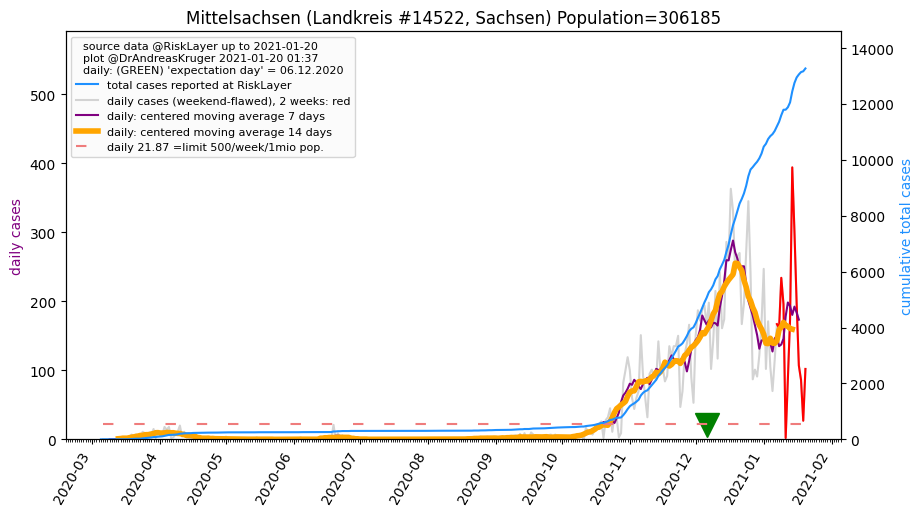 Mittelsachsen (Landkreis #14522, Sachsen) Population=306185
source data @RiskLayer up to 2021-01-20
plot @DrAndreasKruger 2021-01-20 01:37
daily: (GREEN) 'expectation day' = 06.12.2020
total cases reported at RiskLayer
daily cases (weekend-flawed), 2 weeks: red
daily: centered moving average 7 days
daily: centered moving average 14 days
daily 21.87 =limit 500/week/1mio pop.
daily cases
500
400
300
200
100
0
cumulative total cases
14000
12000
10000
8000
6000
4000
2000
0
2020-03
2020-04
2020-05
2020-06
2020-07
2020-08
2020-09
2020-10
2020-11
2020-12
2021-01
2021-02